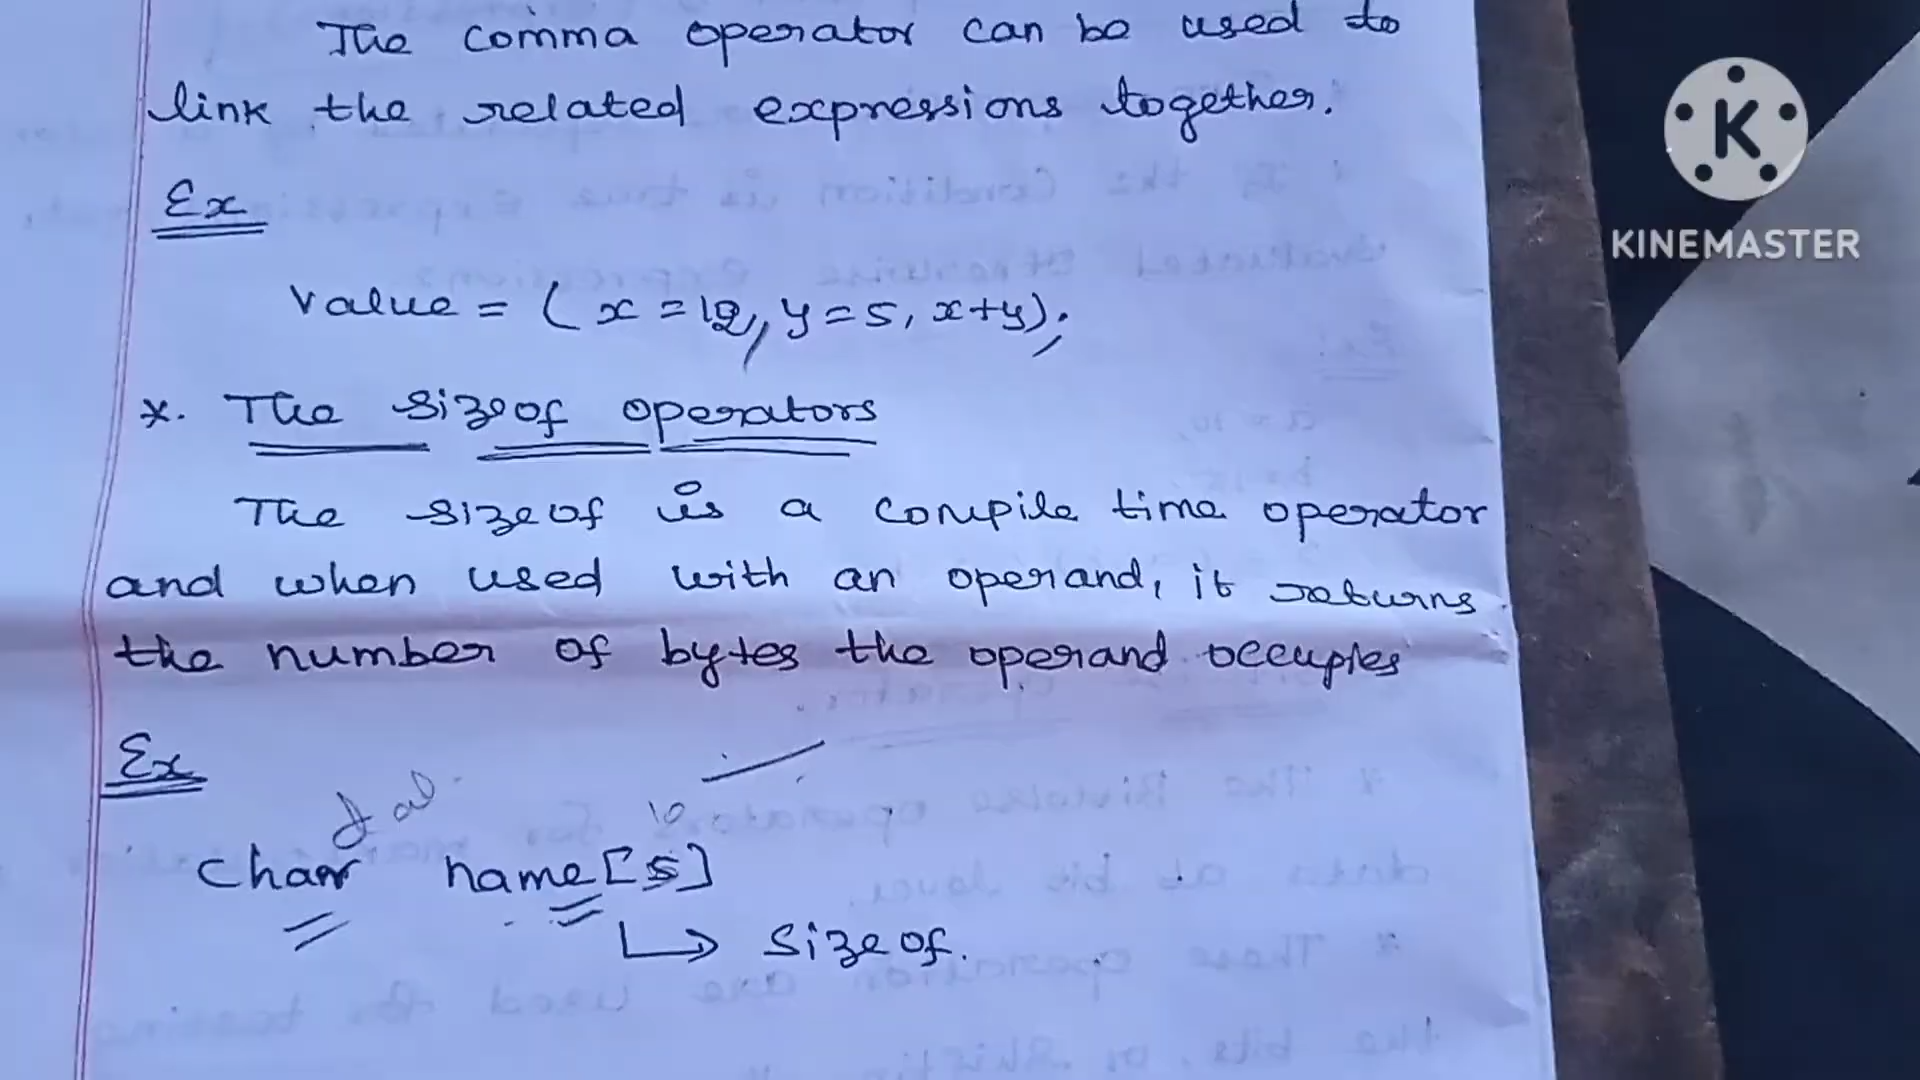 The comma operator can be used to
link the related expressions together.
Ex
Value = ( x = 12, y = 5, x+y);
*. The sizeof operators
The sizeof is a compile time operator
and when used with an operand, it returns
the number of bytes the operand occupies
Ex
10
char name[5]
↳ sizeof.
K
KINEMASTER